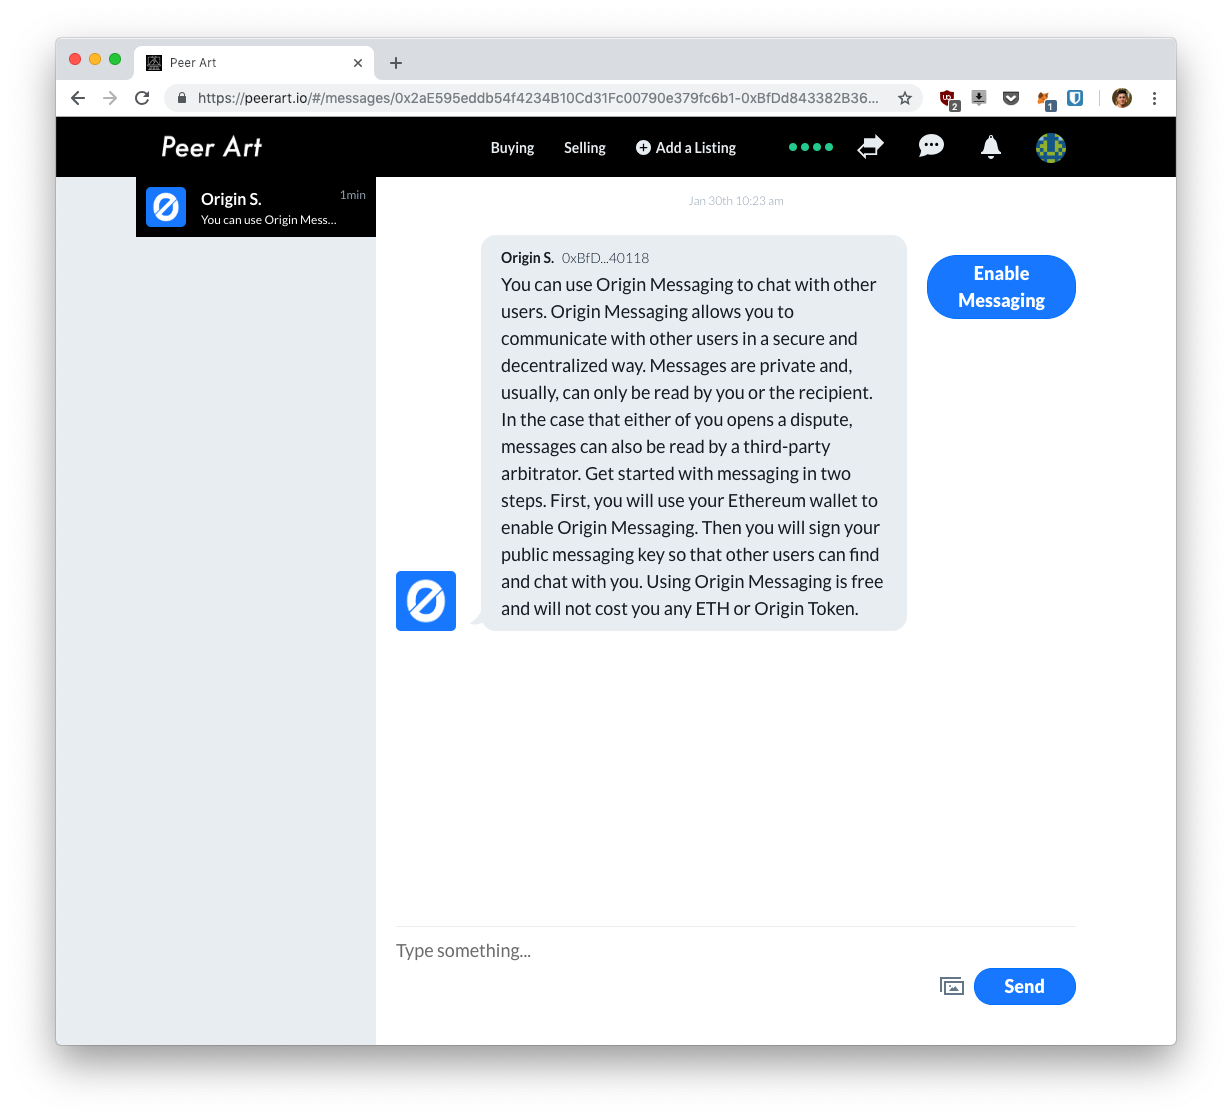 Peer Art
https://peerart.io/#/messages/0x2aE595eddb54f4234B10Cd31Fc00790e379fc6b1-0xBfDd843382B36...
2
1
Peer Art
Buying
Selling
Add a Listing
Origin S.
1min
You can use Origin Mess...
Jan 30th 10:23 am
Origin S. 0xBfD...40118
You can use Origin Messaging to chat with other
users. Origin Messaging allows you to
communicate with other users in a secure and
decentralized way. Messages are private and,
usually, can only be read by you or the recipient.
In the case that either of you opens a dispute,
messages can also be read by a third-party
arbitrator. Get started with messaging in two
steps. First, you will use your Ethereum wallet to
enable Origin Messaging. Then you will sign your
public messaging key so that other users can find
and chat with you. Using Origin Messaging is free
and will not cost you any ETH or Origin Token.
Enable
Messaging
Type something...
Send